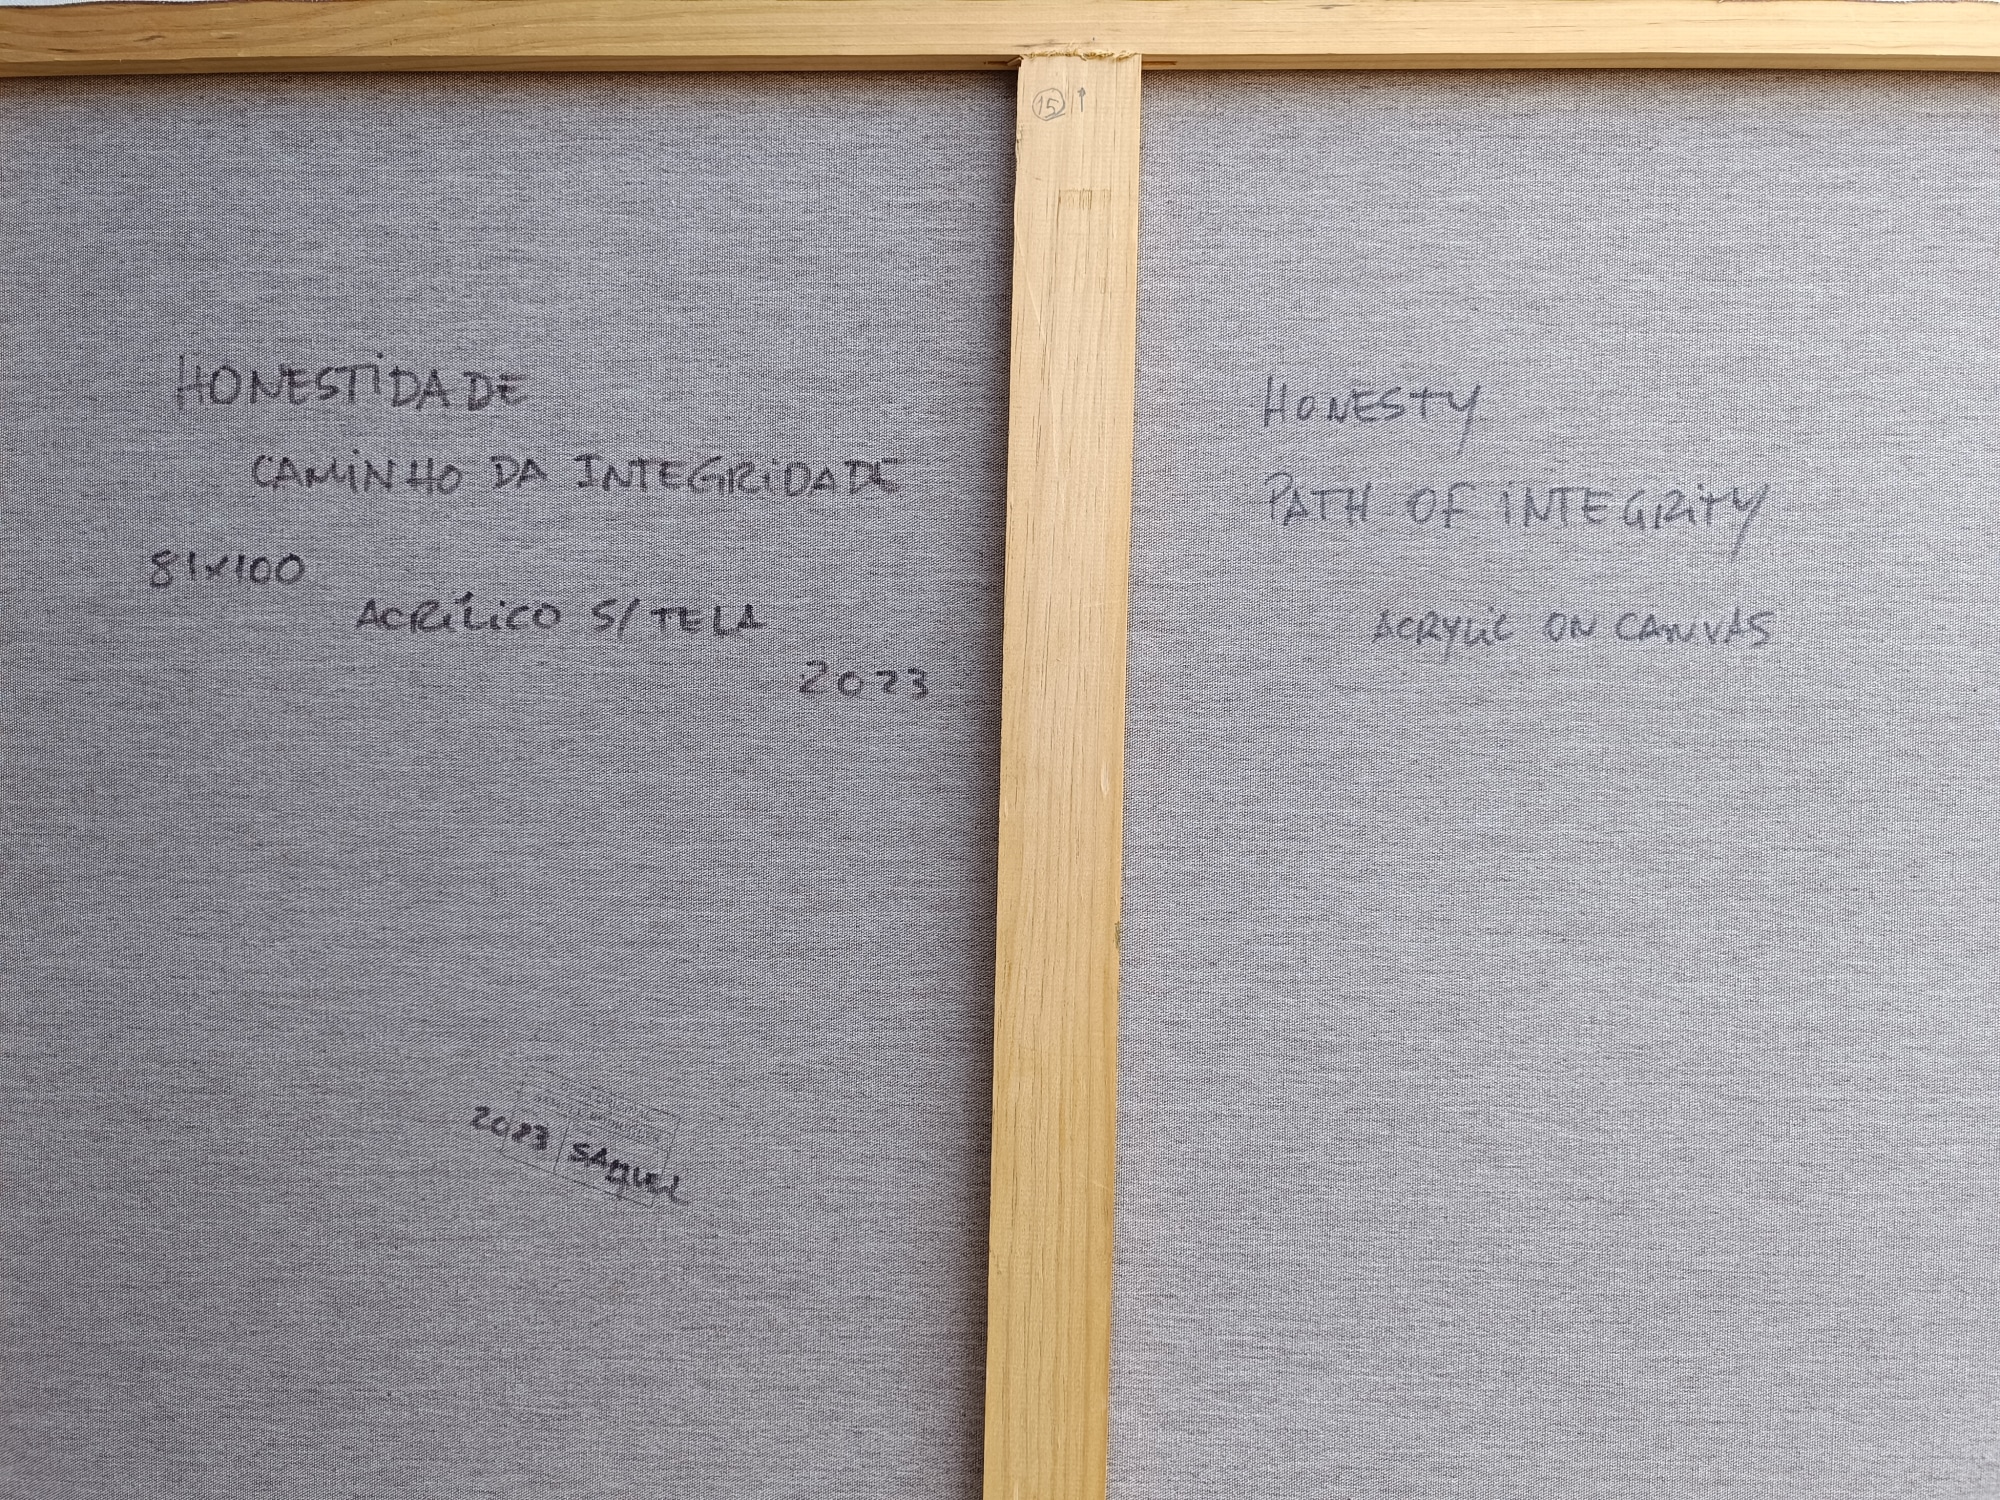 15
HONESTIDADE
CAMINHO DA INTEGRIDADE
81x100
ACRÍLICO S/ TELA
2023
HONESTY
PATH OF INTEGRITY
ACRYLIC ON CANVAS
2023 SAMUEL